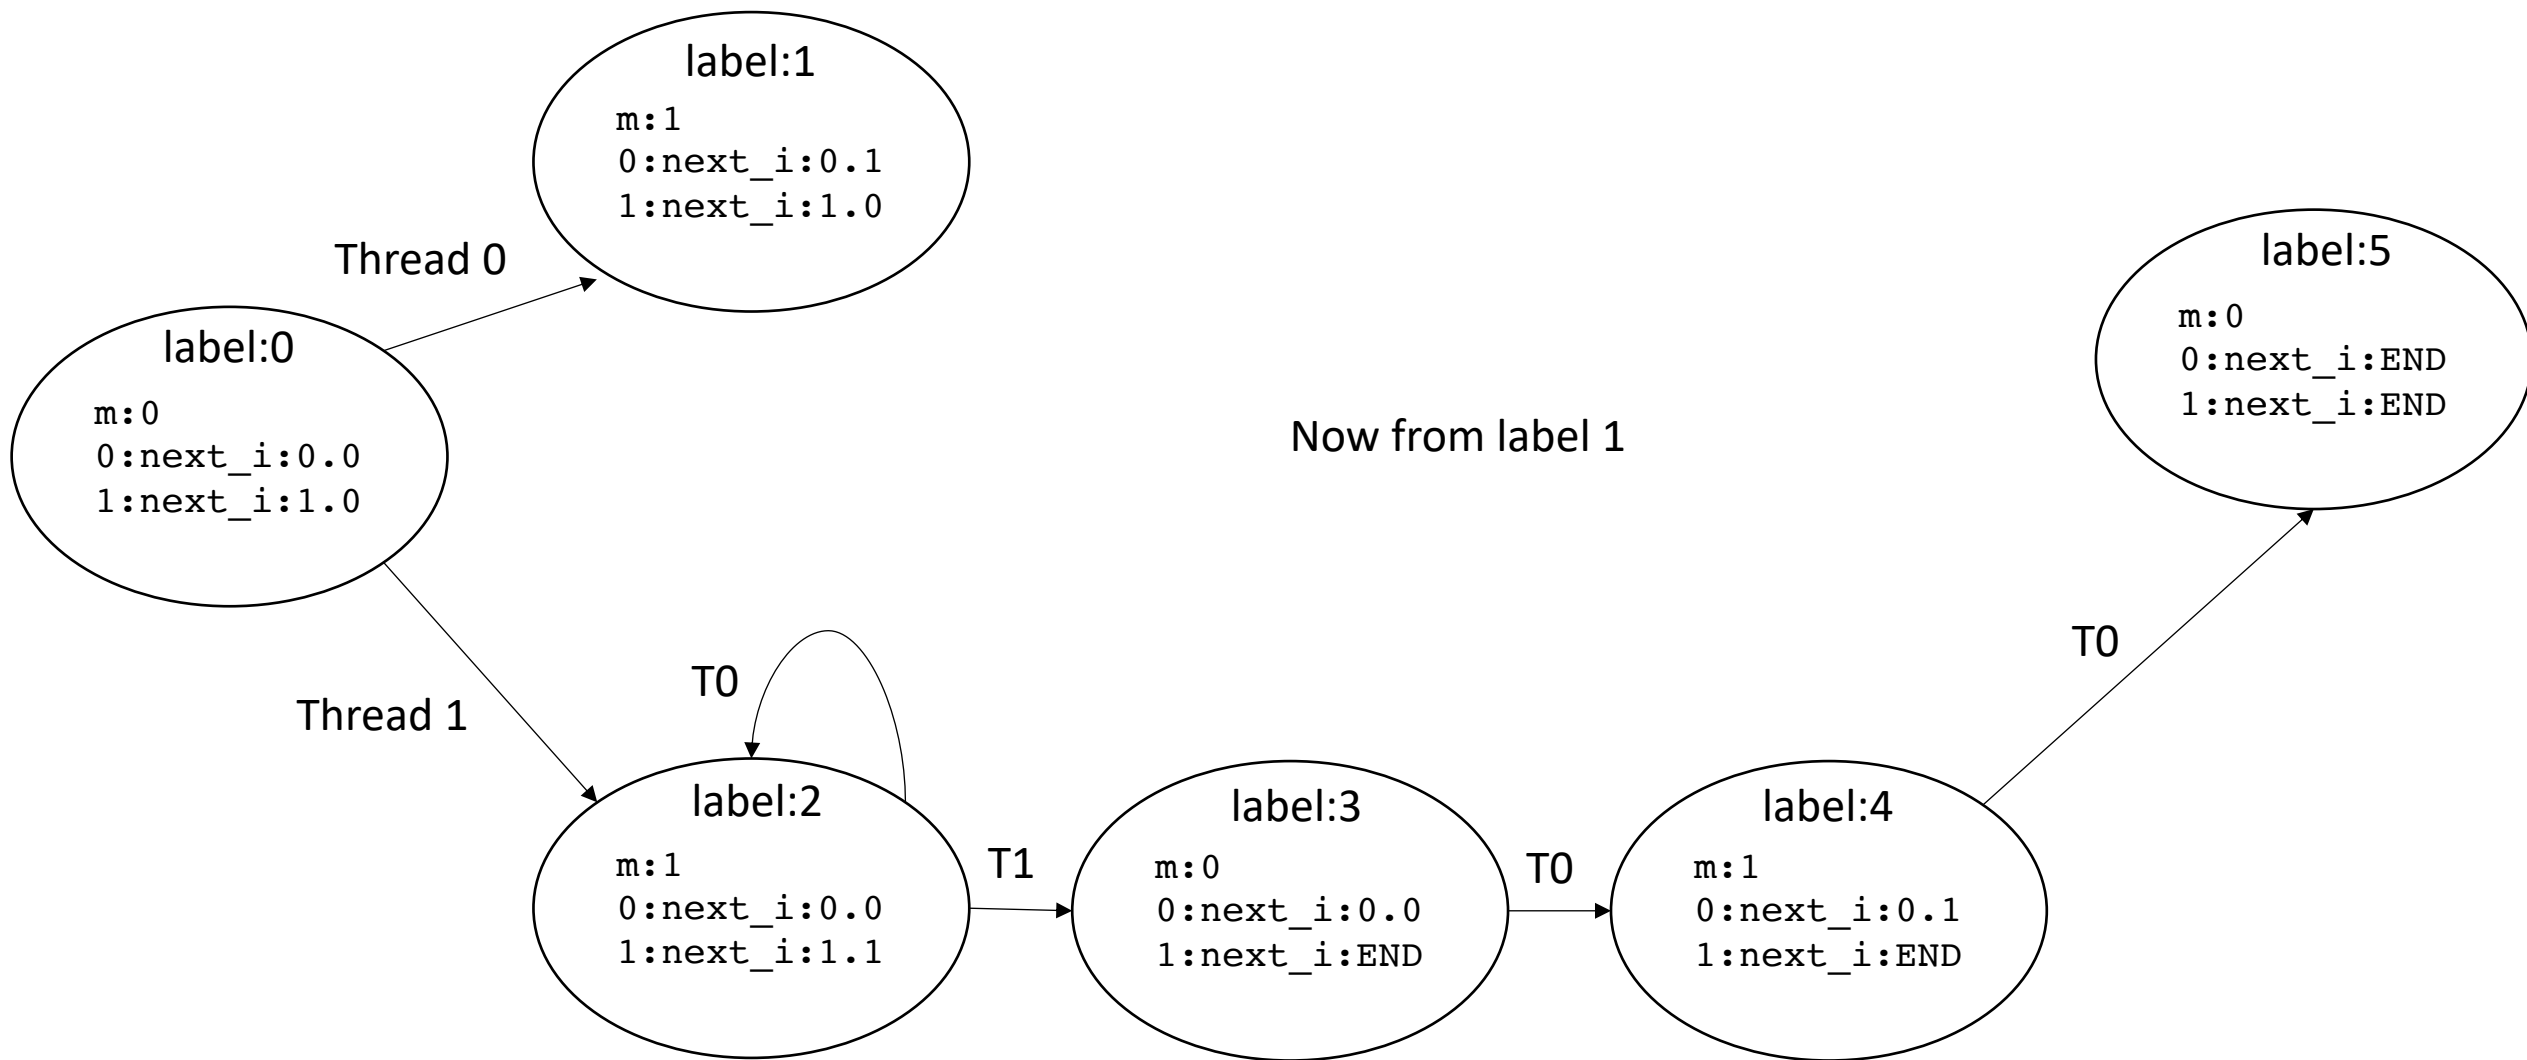 label:1
m:1
0:next_i:0.1
1:next_i:1.0
Thread 0
label:0
m:0
0:next_i:0.0
1:next_i:1.0
label:5
m:0
0:next_i:END
1:next_i:END
Now from label 1
Thread 1
T0
T0
label:2
m:1
0:next_i:0.0
1:next_i:1.1
T1
label:3
m:0
0:next_i:0.0
1:next_i:END
T0
label:4
m:1
0:next_i:0.1
1:next_i:END